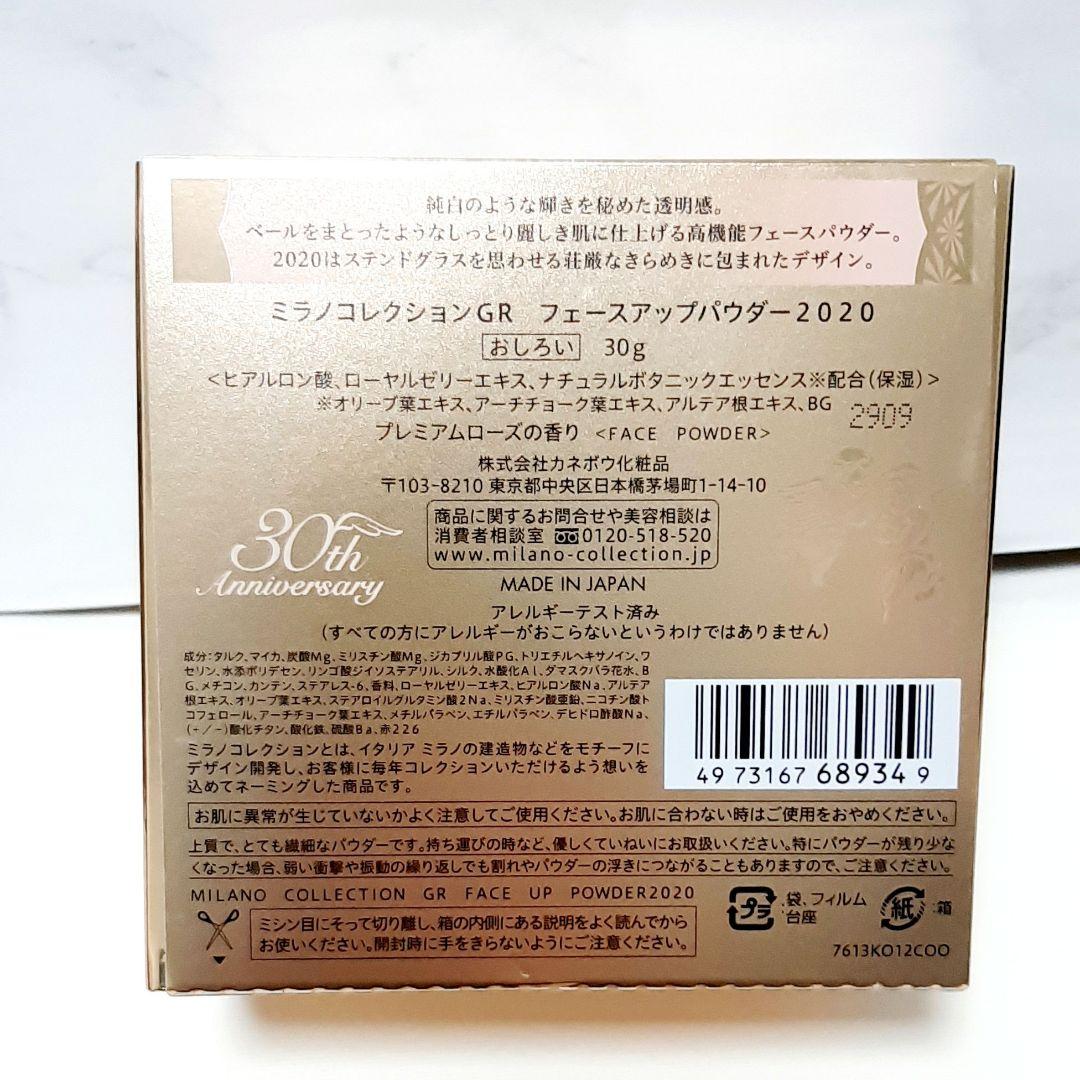 純白のような輝きを秘めた透明感。
ベールをまとったようなしっとり麗しき肌に仕上げる高機能フェースパウダー。
2020はステンドグラスを思わせる荘厳なきらめきに包まれたデザイン。
ミラノコレクションGR フェースアップパウダー2020
おしろい 30g
<ヒアルロン酸、ローヤルゼリーエキス、ナチュラルボタニックエッセンス※配合(保湿)>
※オリーブ葉エキス、アーチチョーク葉エキス、アルテア根エキス、BG
2909
プレミアムローズの香り <FACE POWDER>
株式会社カネボウ化粧品
〒103-8210 東京都中央区日本橋茅場町1-14-10
30th
Anniversary
商品に関するお問合せや美容相談は
消費者相談室 0120-518-520
www.milano-collection.jp
MADE IN JAPAN
アレルギーテスト済み
(すべての方にアレルギーがおこらないというわけではありません)
成分:タルク、マイカ、炭酸Mg、ミリスチン酸Mg、ジカプリル酸PG、トリエチルヘキサノイン、ワ
セリン、水添ポリデセン、リンゴ酸ジイソステアリル、シルク、水酸化Al、ダマスクバラ花水、B
G、メチコン、カンテン、ステアレス-6、香料、ローヤルゼリーエキス、ヒアルロン酸Na、アルテア
根エキス、オリーブ葉エキス、ステアロイルグルタミン酸2Na、ミリスチン酸亜鉛、ニコチン酸ト
コフェロール、アーチチョーク葉エキス、メチルパラベン、エチルパラベン、デヒドロ酢酸Na、
(+/-)酸化チタン、酸化鉄、硫酸Ba、赤226
ミラノコレクションとは、イタリア ミラノの建造物などをモチーフに
デザイン開発し、お客様に毎年コレクションいただけるよう想いを
込めてネーミングした商品です。
4973167689349
お肌に異常が生じていないかよく注意してご使用ください。お肌に合わない時はご使用をおやめください。
上質で、とても繊細なパウダーです。持ち運びの時など、優しくていねいにお取扱いください。特にパウダーが残り少な
くなった場合、弱い衝撃や振動の繰り返しでも割れやパウダーの浮きにつながることもありますので、ご注意ください。
MILANO COLLECTION GR FACE UP POWDER2020
ミシン目にそって切り離し、箱の内側にある説明をよく読んでから
お使いください。開封時に手をきらないようにご注意ください。
プラ :袋、フィルム
台座
紙 :箱
7613KO12COO